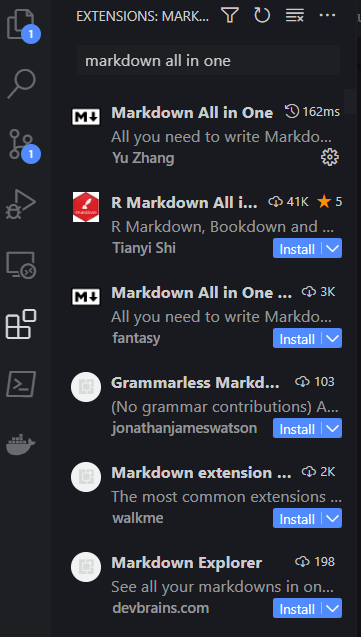 EXTENSIONS: MARK...
markdown all in one
1
1
M
Markdown All in One 162ms
All you need to write Markdo...
Yu Zhang
R Markdown All i... 41K 5
R Markdown, Bookdown and ...
Tianyi Shi Install
M
Markdown All in One ... 3K
All you need to write Markdo...
fantasy Install
Grammarless Markd... 103
(No grammar contributions) A...
jonathanjameswatson Install
Markdown extension ... 2K
The most common extensions ...
walkme Install
Markdown Explorer 198
See all your markdowns in on...
devbrains.com Install